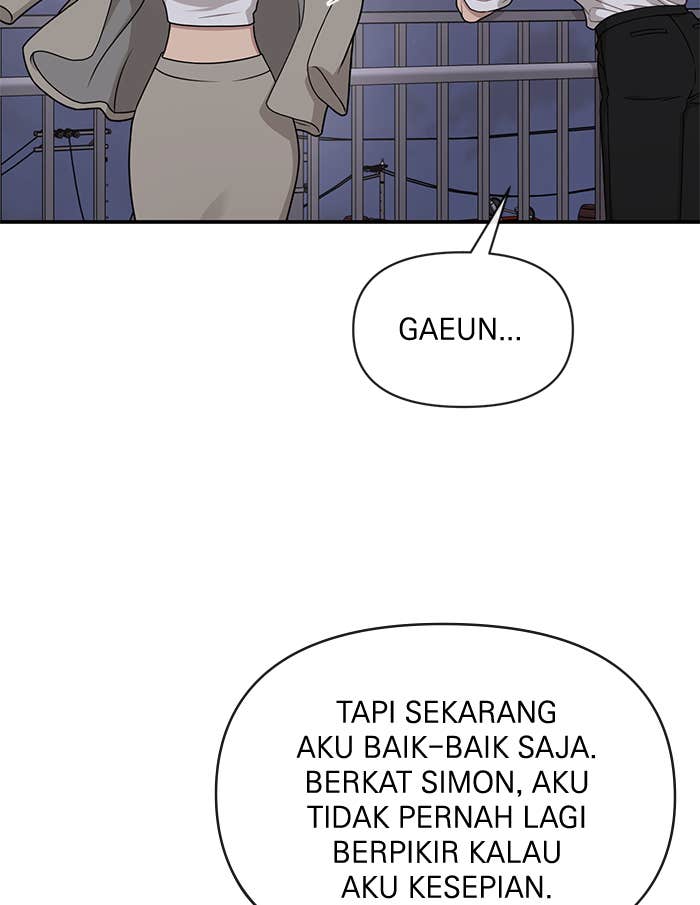 GAEUN...
TAPI SEKARANG
AKU BAIK-BAIK SAJA.
BERKAT SIMON, AKU
TIDAK PERNAH LAGI
BERPIKIR KALAU
AKU KESEPIAN.